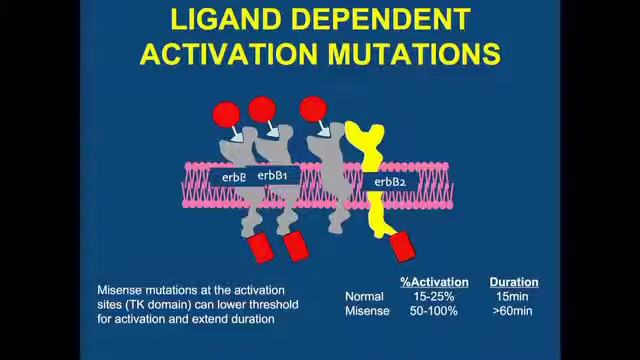 LIGAND DEPENDENT
ACTIVATION MUTATIONS
erbB
erbB1
erbB2
Misense mutations at the activation
sites (TK domain) can lower threshold
for activation and extend duration
%Activation Duration
Normal 15-25% 15min
Misense 50-100% >60min